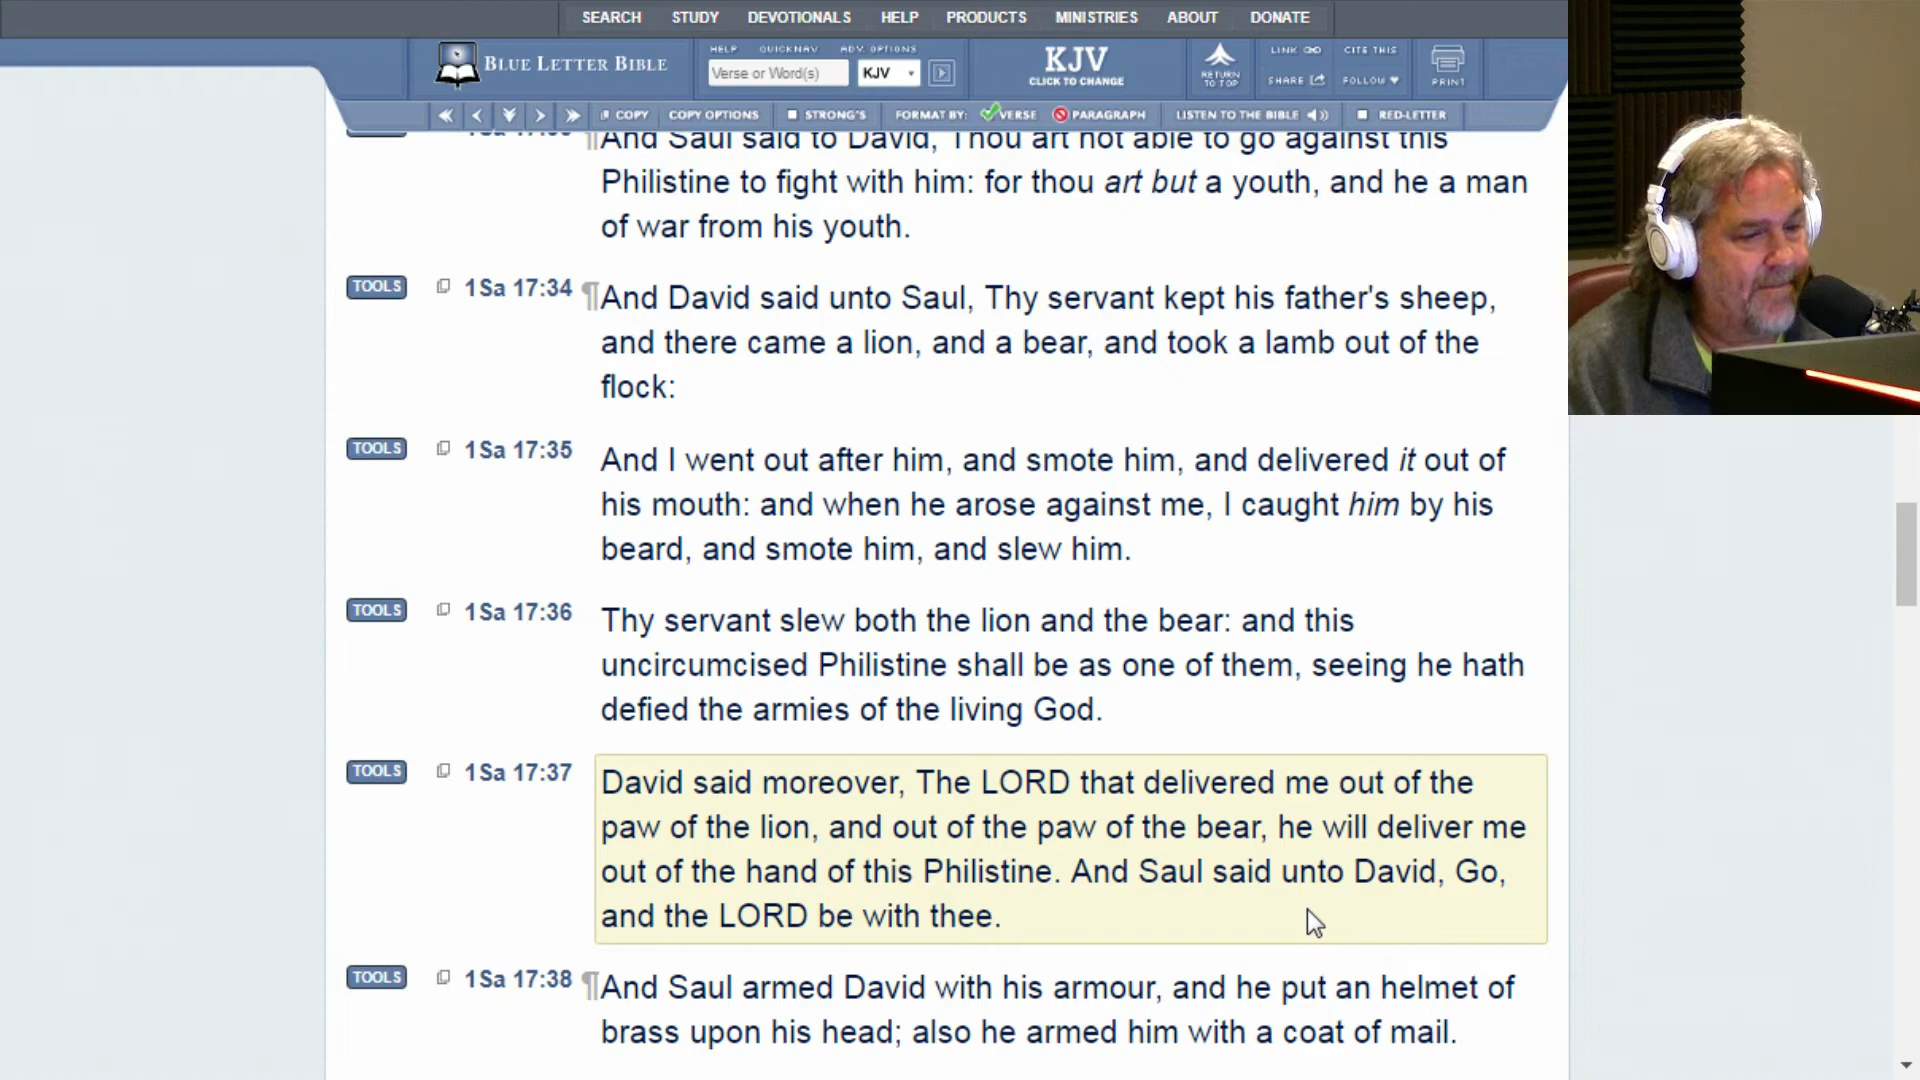 SEARCH STUDY DEVOTIONALS HELP PRODUCTS MINISTRIES ABOUT DONATE
BLUE LETTER BIBLE
HELP QUICKNAV ADV. OPTIONS
Verse or Word(s) KJV
KJV
CLICK TO CHANGE
RETURN
TO TOP
LINK CITE THIS
SHARE FOLLOW
PRINT
COPY COPY OPTIONS STRONG'S FORMAT BY: VERSE PARAGRAPH LISTEN TO THE BIBLE RED-LETTER
¶And Saul said to David, Thou art not able to go against this
Philistine to fight with him: for thou art but a youth, and he a man
of war from his youth.
TOOLS 1Sa 17:34 ¶And David said unto Saul, Thy servant kept his father's sheep,
and there came a lion, and a bear, and took a lamb out of the
flock:
TOOLS 1Sa 17:35 And I went out after him, and smote him, and delivered it out of
his mouth: and when he arose against me, I caught him by his
beard, and smote him, and slew him.
TOOLS 1Sa 17:36 Thy servant slew both the lion and the bear: and this
uncircumcised Philistine shall be as one of them, seeing he hath
defied the armies of the living God.
TOOLS 1Sa 17:37 David said moreover, The LORD that delivered me out of the
paw of the lion, and out of the paw of the bear, he will deliver me
out of the hand of this Philistine. And Saul said unto David, Go,
and the LORD be with thee.
TOOLS 1Sa 17:38 ¶And Saul armed David with his armour, and he put an helmet of
brass upon his head; also he armed him with a coat of mail.